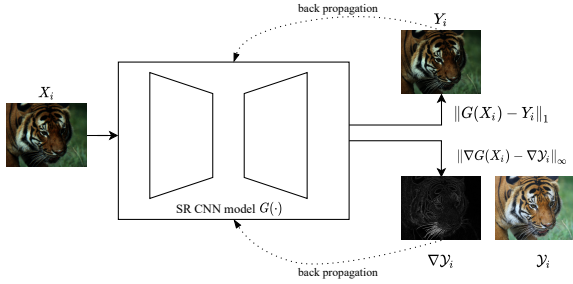 back propagation
Y_i
X_i
‖G(X_i) − Y_i‖_1
‖∇G(X_i) − ∇𝒴_i‖_∞
SR CNN model G(·)
back propagation
∇𝒴_i
𝒴_i